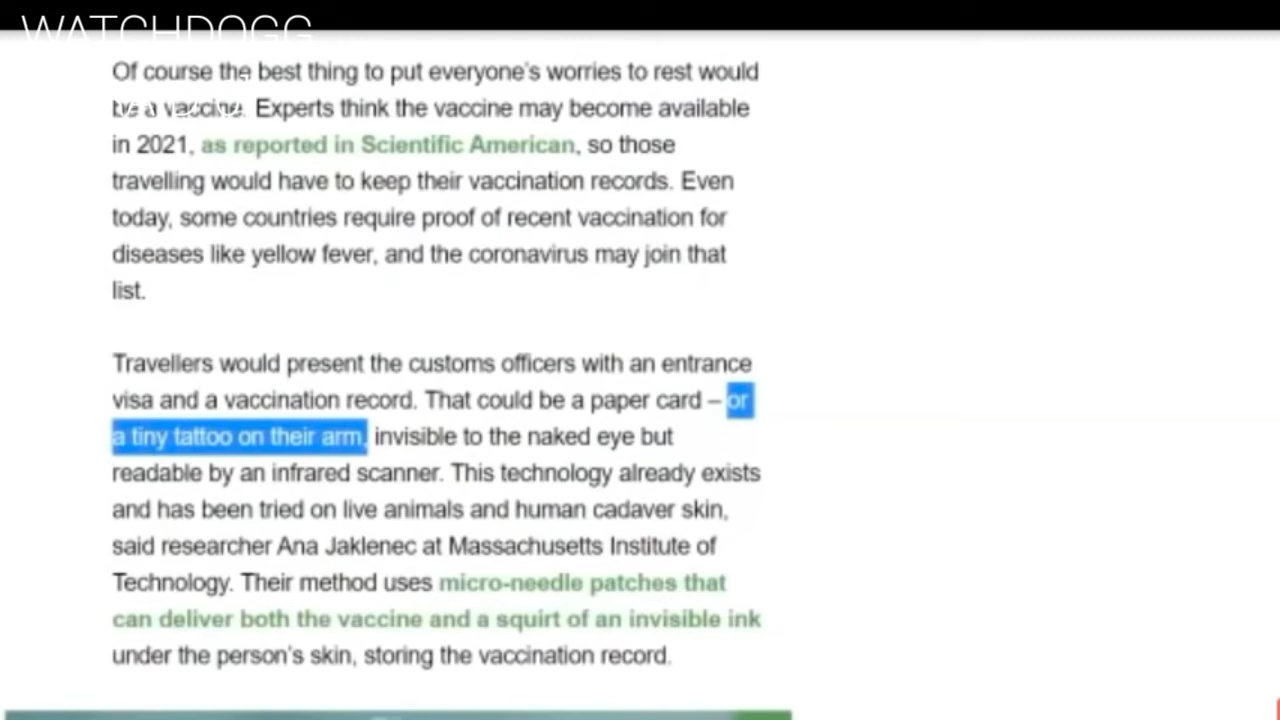 WATCHDOGG
Of course the best thing to put everyone's worries to rest would
be a vaccine. Experts think the vaccine may become available
in 2021, as reported in Scientific American, so those
travelling would have to keep their vaccination records. Even
today, some countries require proof of recent vaccination for
diseases like yellow fever, and the coronavirus may join that
list.
Travellers would present the customs officers with an entrance
visa and a vaccination record. That could be a paper card – or
a tiny tattoo on their arm, invisible to the naked eye but
readable by an infrared scanner. This technology already exists
and has been tried on live animals and human cadaver skin,
said researcher Ana Jaklenec at Massachusetts Institute of
Technology. Their method uses micro-needle patches that
can deliver both the vaccine and a squirt of an invisible ink
under the person's skin, storing the vaccination record.